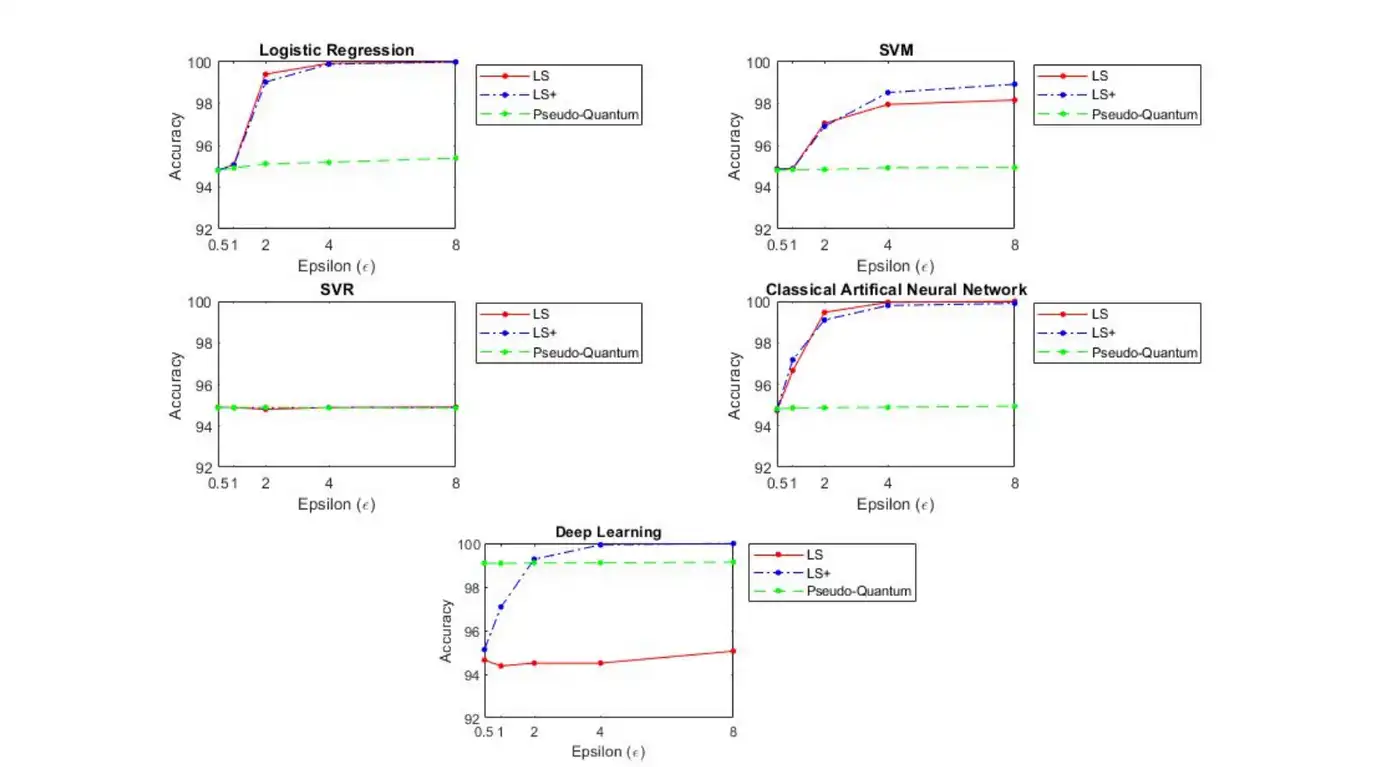 Logistic Regression
100
98
96
94
92
Accuracy
0.5 1 2 4 8
Epsilon (ϵ)
LS
LS+
Pseudo-Quantum
SVM
100
98
96
94
92
Accuracy
0.5 1 2 4 8
Epsilon (ϵ)
LS
LS+
Pseudo-Quantum
SVR
100
98
96
94
92
Accuracy
0.5 1 2 4 8
Epsilon (ϵ)
LS
LS+
Pseudo-Quantum
Classical Artifical Neural Network
100
98
96
94
92
Accuracy
0.5 1 2 4 8
Epsilon (ϵ)
LS
LS+
Pseudo-Quantum
Deep Learning
100
98
96
94
92
Accuracy
0.5 1 2 4 8
Epsilon (ϵ)
LS
LS+
Pseudo-Quantum